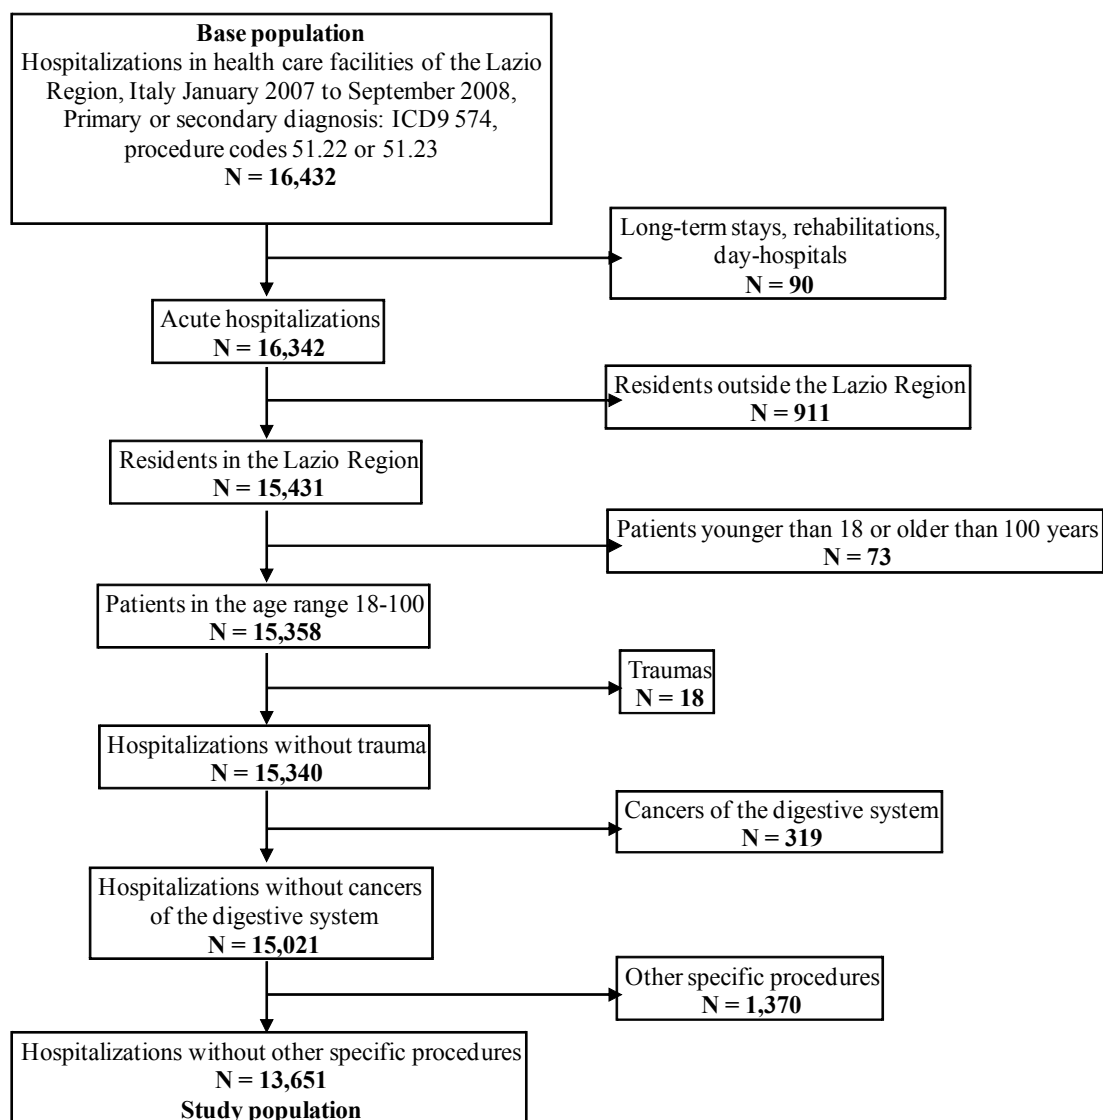 Base population
Hospitalizations in health care facilities of the Lazio
Region, Italy January 2007 to September 2008,
Primary or secondary diagnosis: ICD9 574,
procedure codes 51.22 or 51.23
N = 16,432
Long-term stays, rehabilitations,
day-hospitals
N = 90
Acute hospitalizations
N = 16,342
Residents outside the Lazio Region
N = 911
Residents in the Lazio Region
N = 15,431
Patients younger than 18 or older than 100 years
N = 73
Patients in the age range 18-100
N = 15,358
Traumas
N = 18
Hospitalizations without trauma
N = 15,340
Cancers of the digestive system
N = 319
Hospitalizations without cancers
of the digestive system
N = 15,021
Other specific procedures
N = 1,370
Hospitalizations without other specific procedures
N = 13,651
Study population